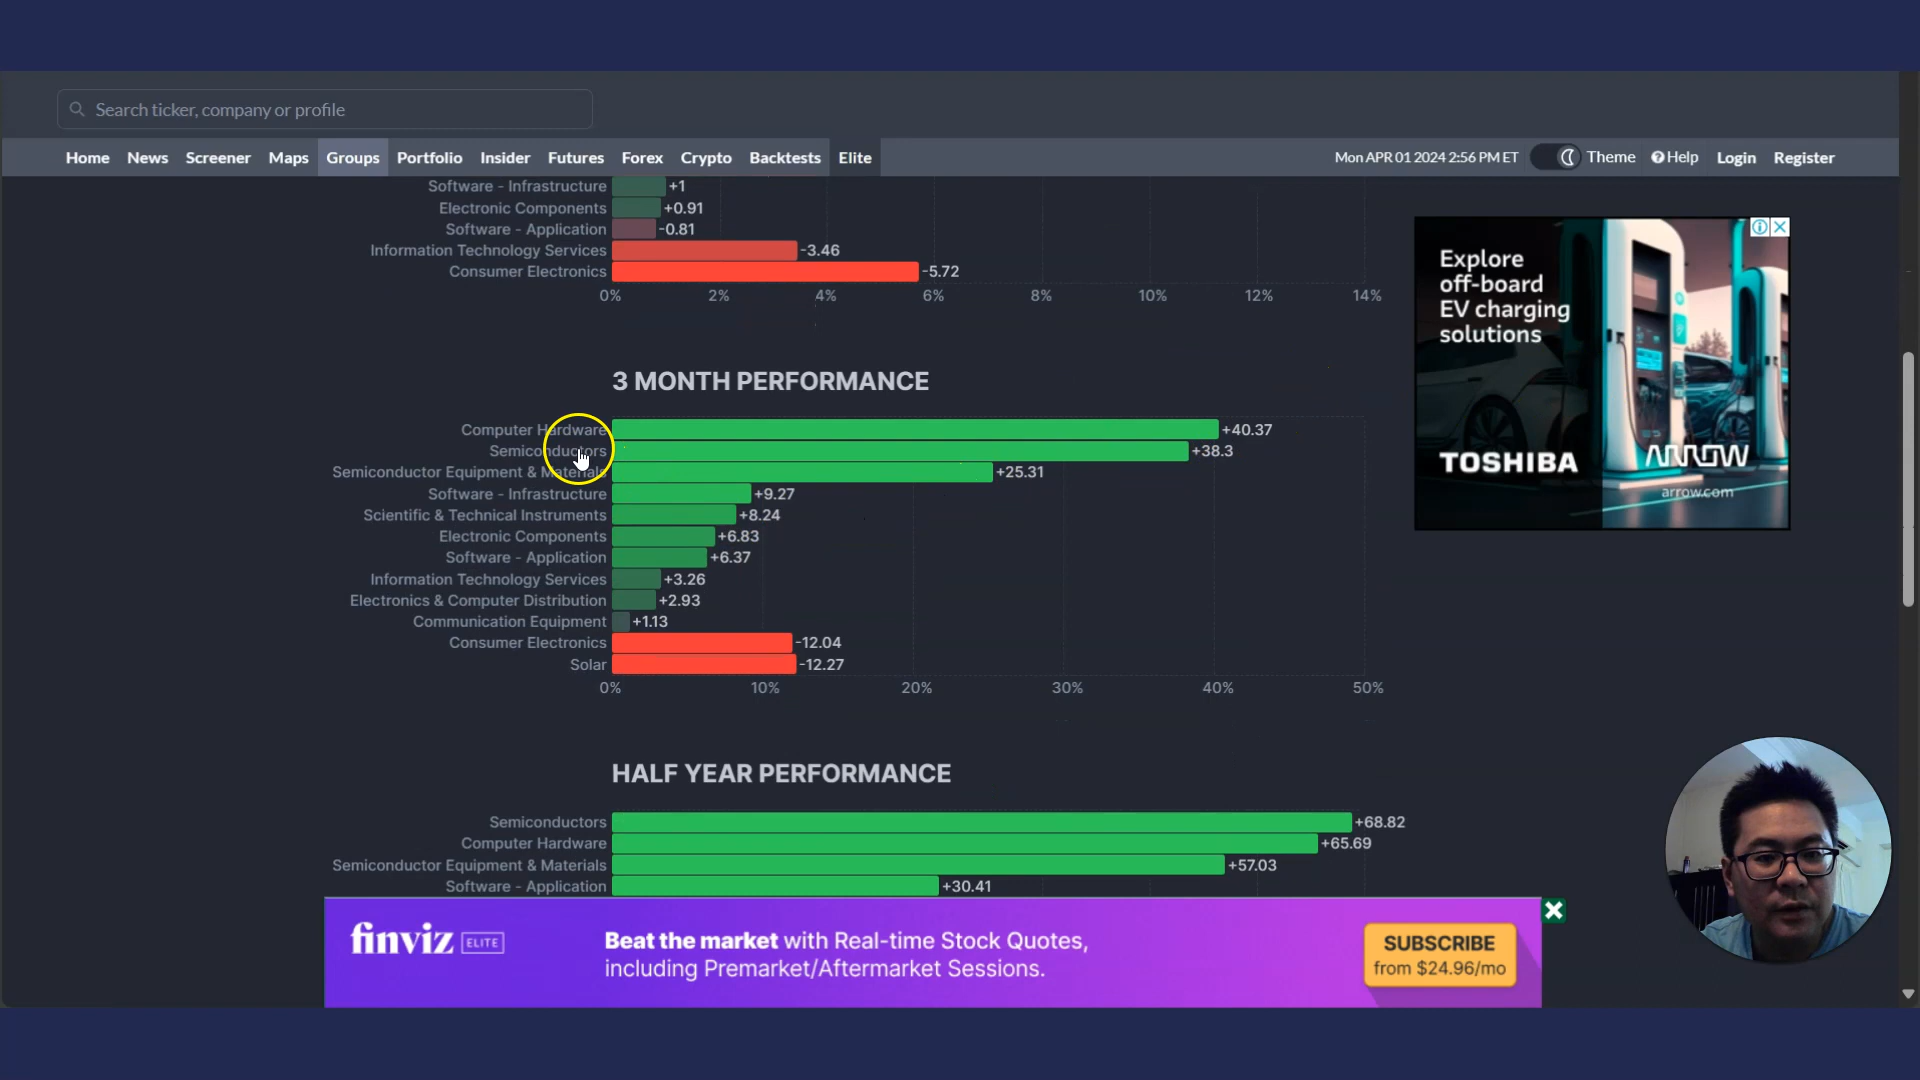 Search ticker, company or profile
Home News Screener Maps Groups Portfolio Insider Futures Forex Crypto Backtests Elite Mon APR 01 2024 2:56 PM ET Theme Help Login Register
Software - Infrastructure +1
Electronic Components +0.91
Software - Application -0.81
Information Technology Services -3.46
Consumer Electronics -5.72
0% 2% 4% 6% 8% 10% 12% 14%
3 MONTH PERFORMANCE
Computer Hardware +40.37
Semiconductors +38.3
Semiconductor Equipment & Materials +25.31
Software - Infrastructure +9.27
Scientific & Technical Instruments +8.24
Electronic Components +6.83
Software - Application +6.37
Information Technology Services +3.26
Electronics & Computer Distribution +2.93
Communication Equipment +1.13
Consumer Electronics -12.04
Solar -12.27
0% 10% 20% 30% 40% 50%
HALF YEAR PERFORMANCE
Semiconductors +68.82
Computer Hardware +65.69
Semiconductor Equipment & Materials +57.03
Software - Application +30.41
Explore
off-board
EV charging
solutions
TOSHIBA ARROW
arrow.com
finviz ELITE
Beat the market with Real-time Stock Quotes,
including Premarket/Aftermarket Sessions.
SUBSCRIBE
from $24.96/mo